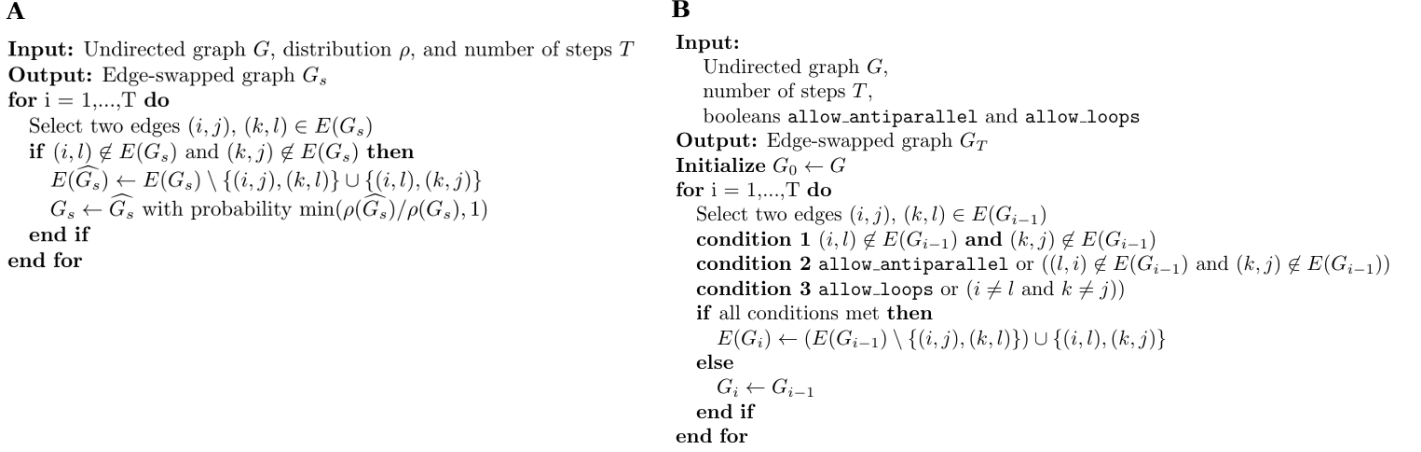 A
Input: Undirected graph G, distribution ρ, and number of steps T
Output: Edge-swapped graph G_s
for i = 1,...,T do
Select two edges (i, j), (k, l) ∈ E(G_s)
if (i, l) ∉ E(G_s) and (k, j) ∉ E(G_s) then
E(Ĝ_s) ← E(G_s) \ {(i, j), (k, l)} ∪ {(i, l), (k, j)}
G_s ← Ĝ_s with probability min(ρ(Ĝ_s)/ρ(G_s), 1)
end if
end for
B
Input:
Undirected graph G,
number of steps T,
booleans allow_antiparallel and allow_loops
Output: Edge-swapped graph G_T
Initialize G_0 ← G
for i = 1,...,T do
Select two edges (i, j), (k, l) ∈ E(G_{i−1})
condition 1 (i, l) ∉ E(G_{i−1}) and (k, j) ∉ E(G_{i−1})
condition 2 allow_antiparallel or ((l, i) ∉ E(G_{i−1}) and (k, j) ∉ E(G_{i−1}))
condition 3 allow_loops or (i ≠ l and k ≠ j))
if all conditions met then
E(G_i) ← (E(G_{i−1}) \ {(i, j), (k, l)}) ∪ {(i, l), (k, j)}
else
G_i ← G_{i−1}
end if
end for